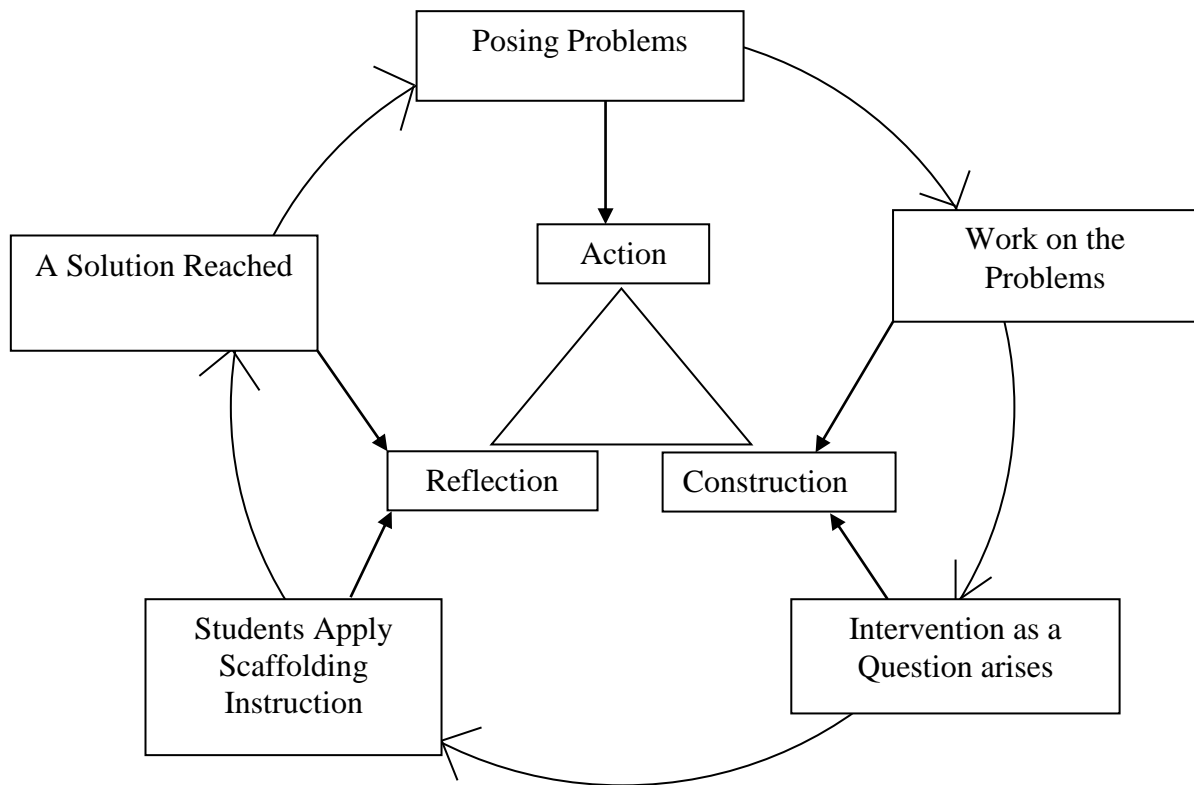 Posing Problems
Action
A Solution Reached
Work on the
Problems
Reflection
Construction
Students Apply
Scaffolding
Instruction
Intervention as a
Question arises